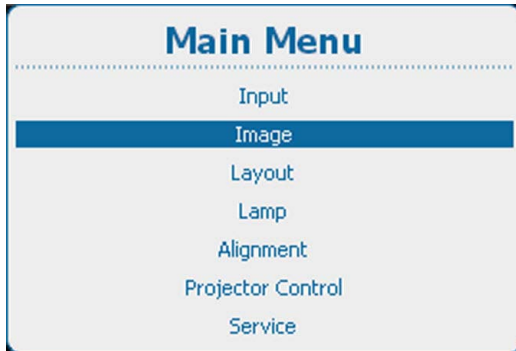 Main Menu
Input
Image
Layout
Lamp
Alignment
Projector Control
Service